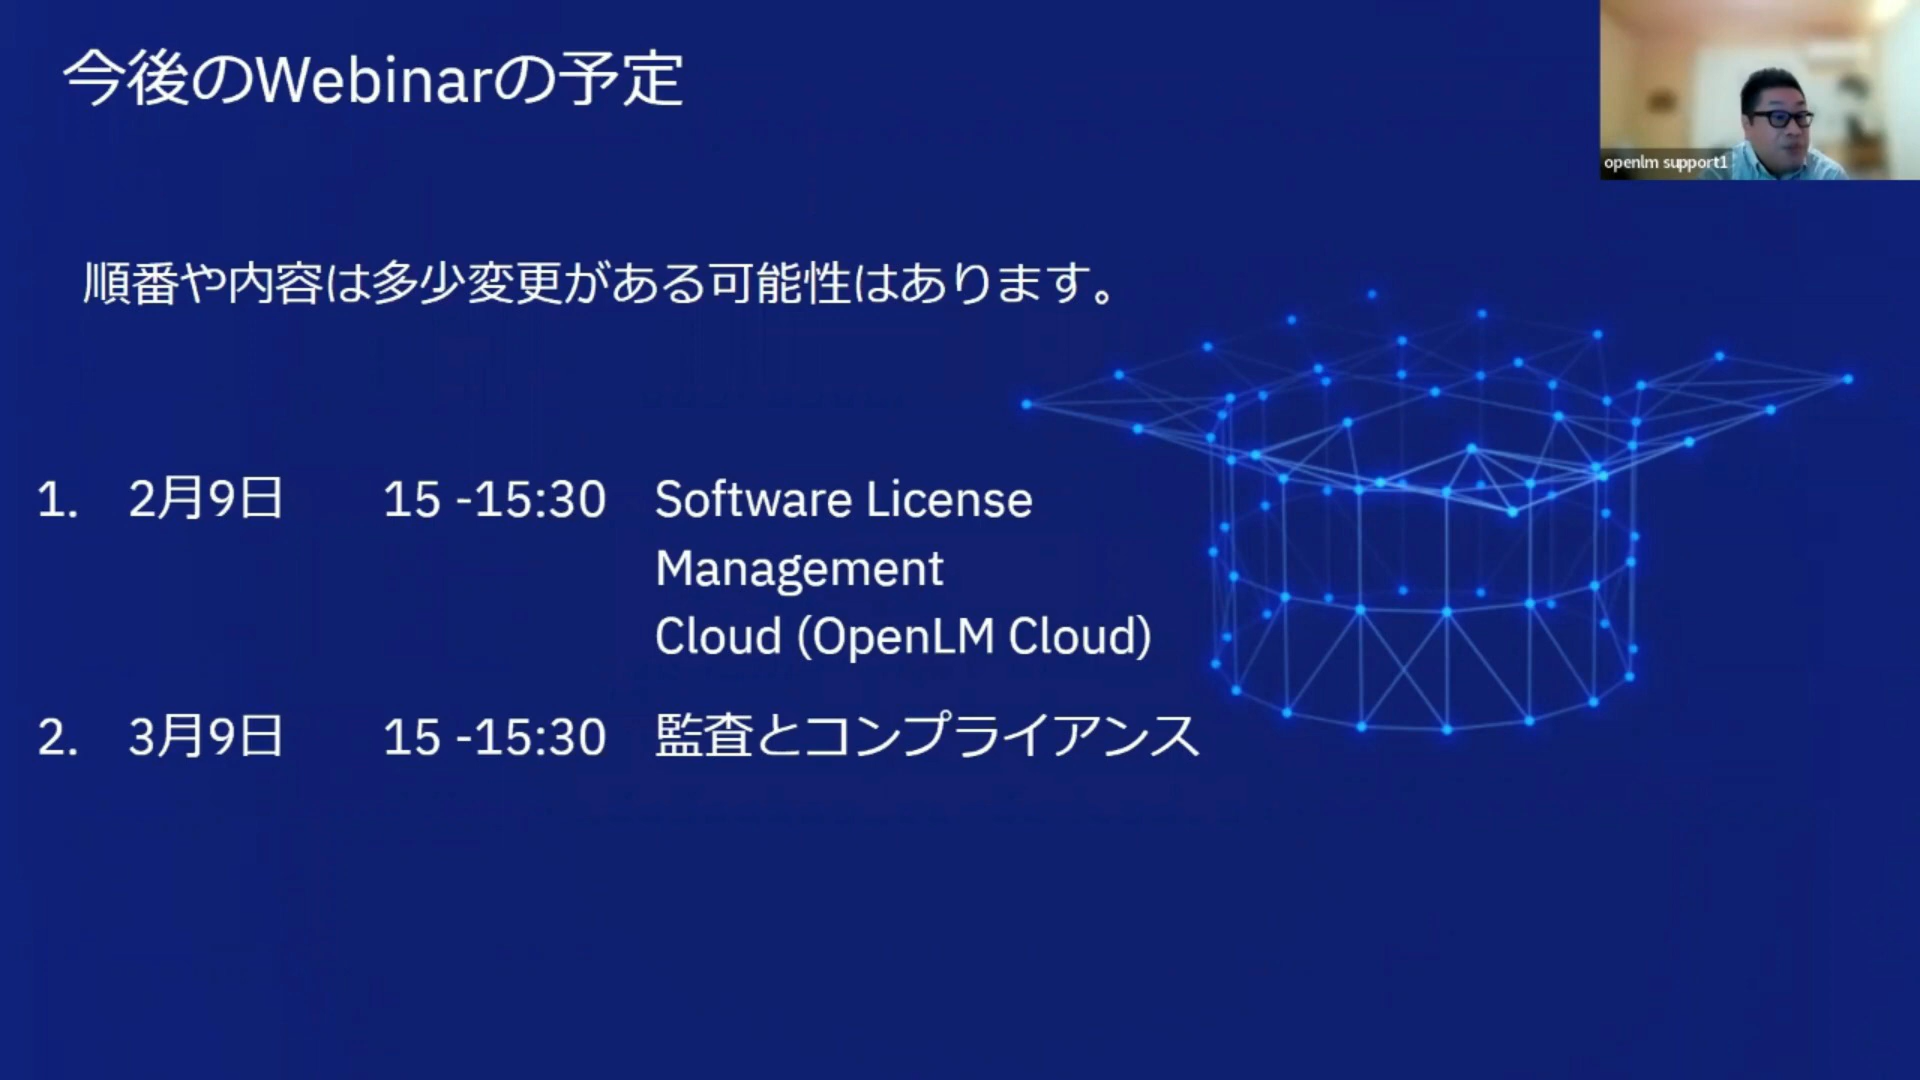 今後のWebinarの予定
openlm support1
順番や内容は多少変更がある可能性はあります。
1. 2月9日 15 -15:30 Software License
Management
Cloud (OpenLM Cloud)
2. 3月9日 15 -15:30 監査とコンプライアンス